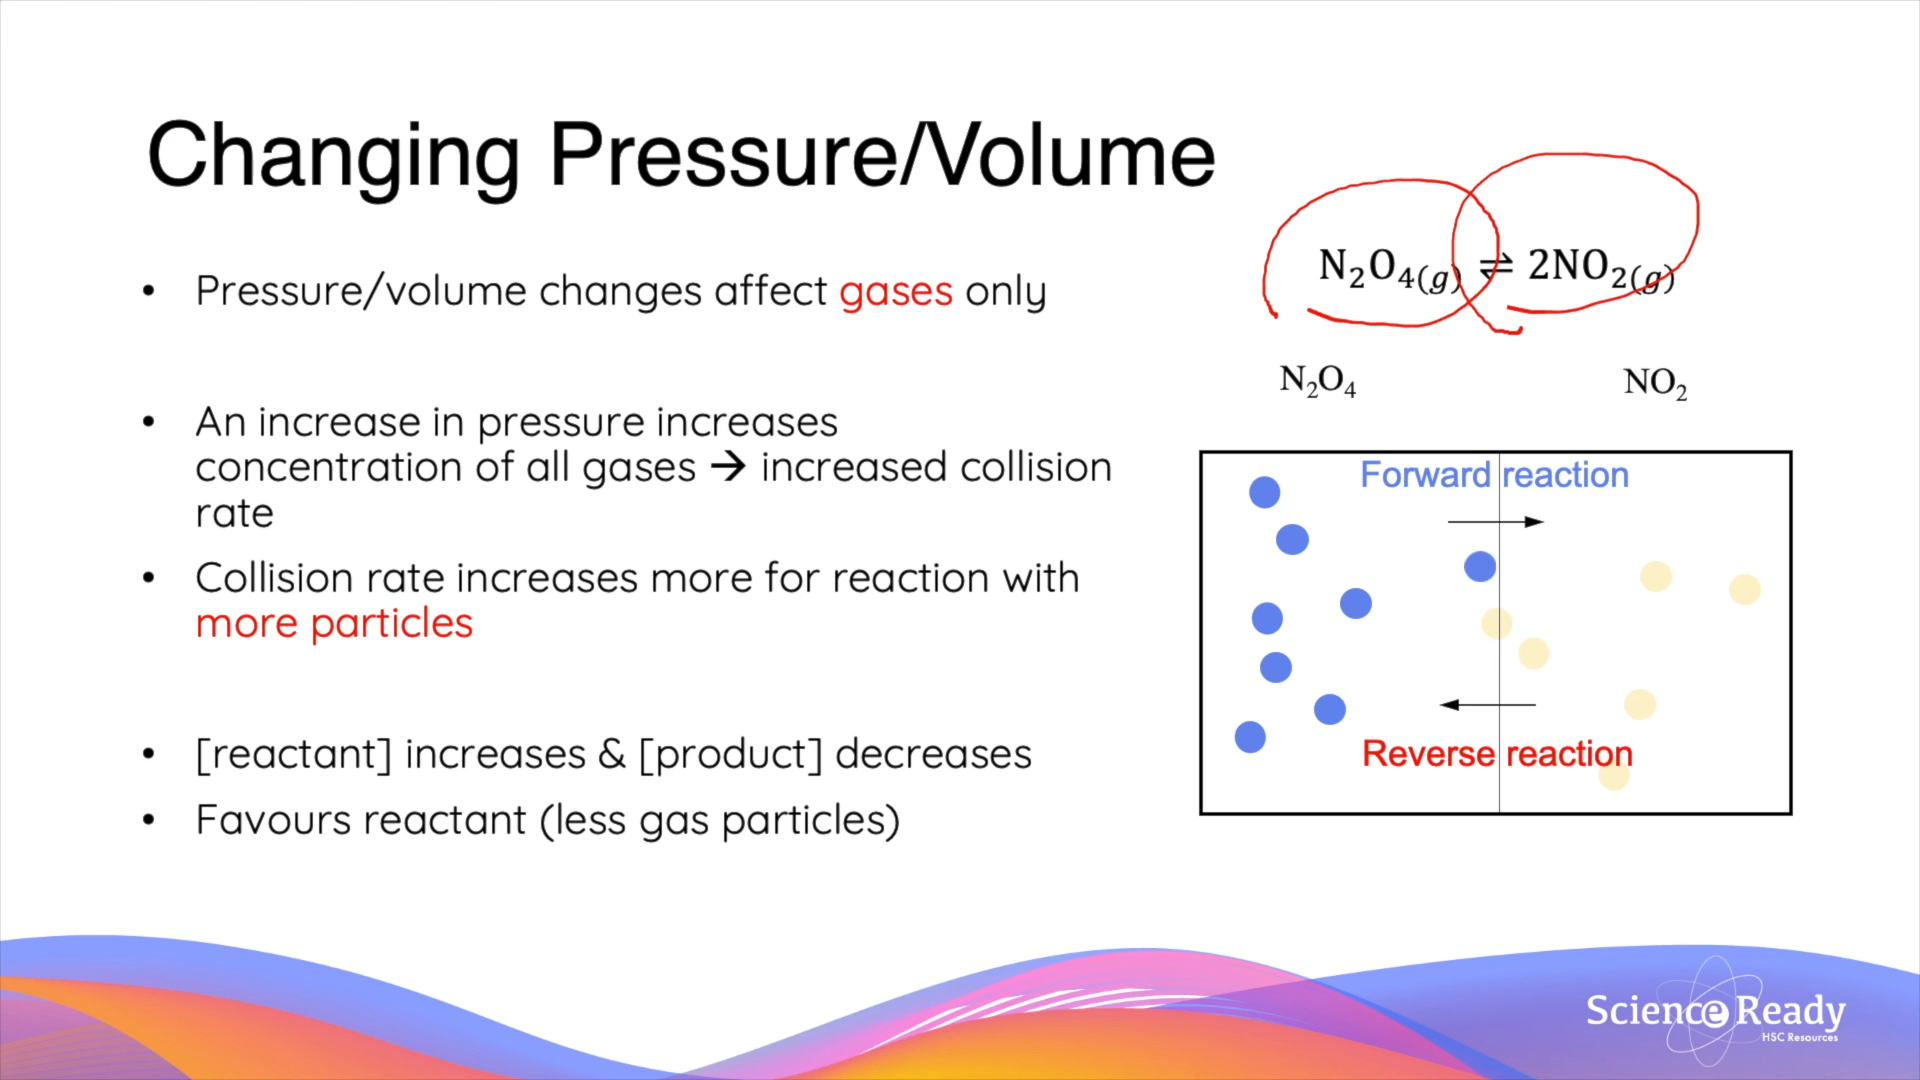 Changing Pressure/Volume
• Pressure/volume changes affect gases only
• An increase in pressure increases
concentration of all gases → increased collision
rate
• Collision rate increases more for reaction with
more particles
• [reactant] increases & [product] decreases
• Favours reactant (less gas particles)
N₂O₄(g) ⇌ 2NO₂(g)
N₂O₄ NO₂
Forward reaction
Reverse reaction
Science Ready
HSC Resources